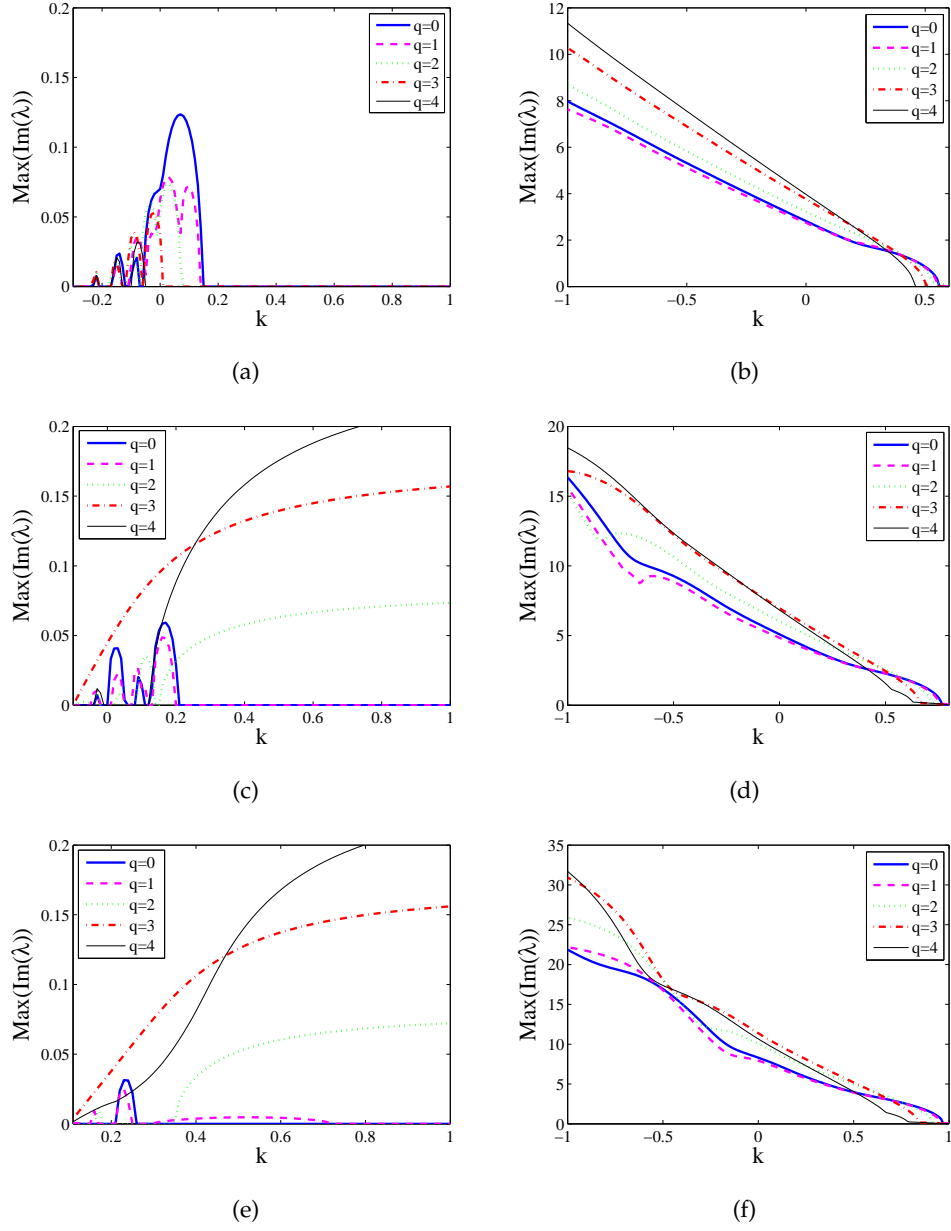 Max(Im(λ))
0.2
0.15
0.1
0.05
0
−0.2 0 0.2 0.4 0.6 0.8 1
k
q=0
q=1
q=2
q=3
q=4
(a)
Max(Im(λ))
12
10
8
6
4
2
0
−1 −0.5 0 0.5
k
q=0
q=1
q=2
q=3
q=4
(b)
Max(Im(λ))
0.2
0.15
0.1
0.05
0
0 0.2 0.4 0.6 0.8 1
k
q=0
q=1
q=2
q=3
q=4
(c)
Max(Im(λ))
20
15
10
5
0
−1 −0.5 0 0.5
k
q=0
q=1
q=2
q=3
q=4
(d)
Max(Im(λ))
0.2
0.15
0.1
0.05
0
0.2 0.4 0.6 0.8 1
k
q=0
q=1
q=2
q=3
q=4
(e)
Max(Im(λ))
35
30
25
20
15
10
5
0
−1 −0.5 0 0.5 1
k
q=0
q=1
q=2
q=3
q=4
(f)